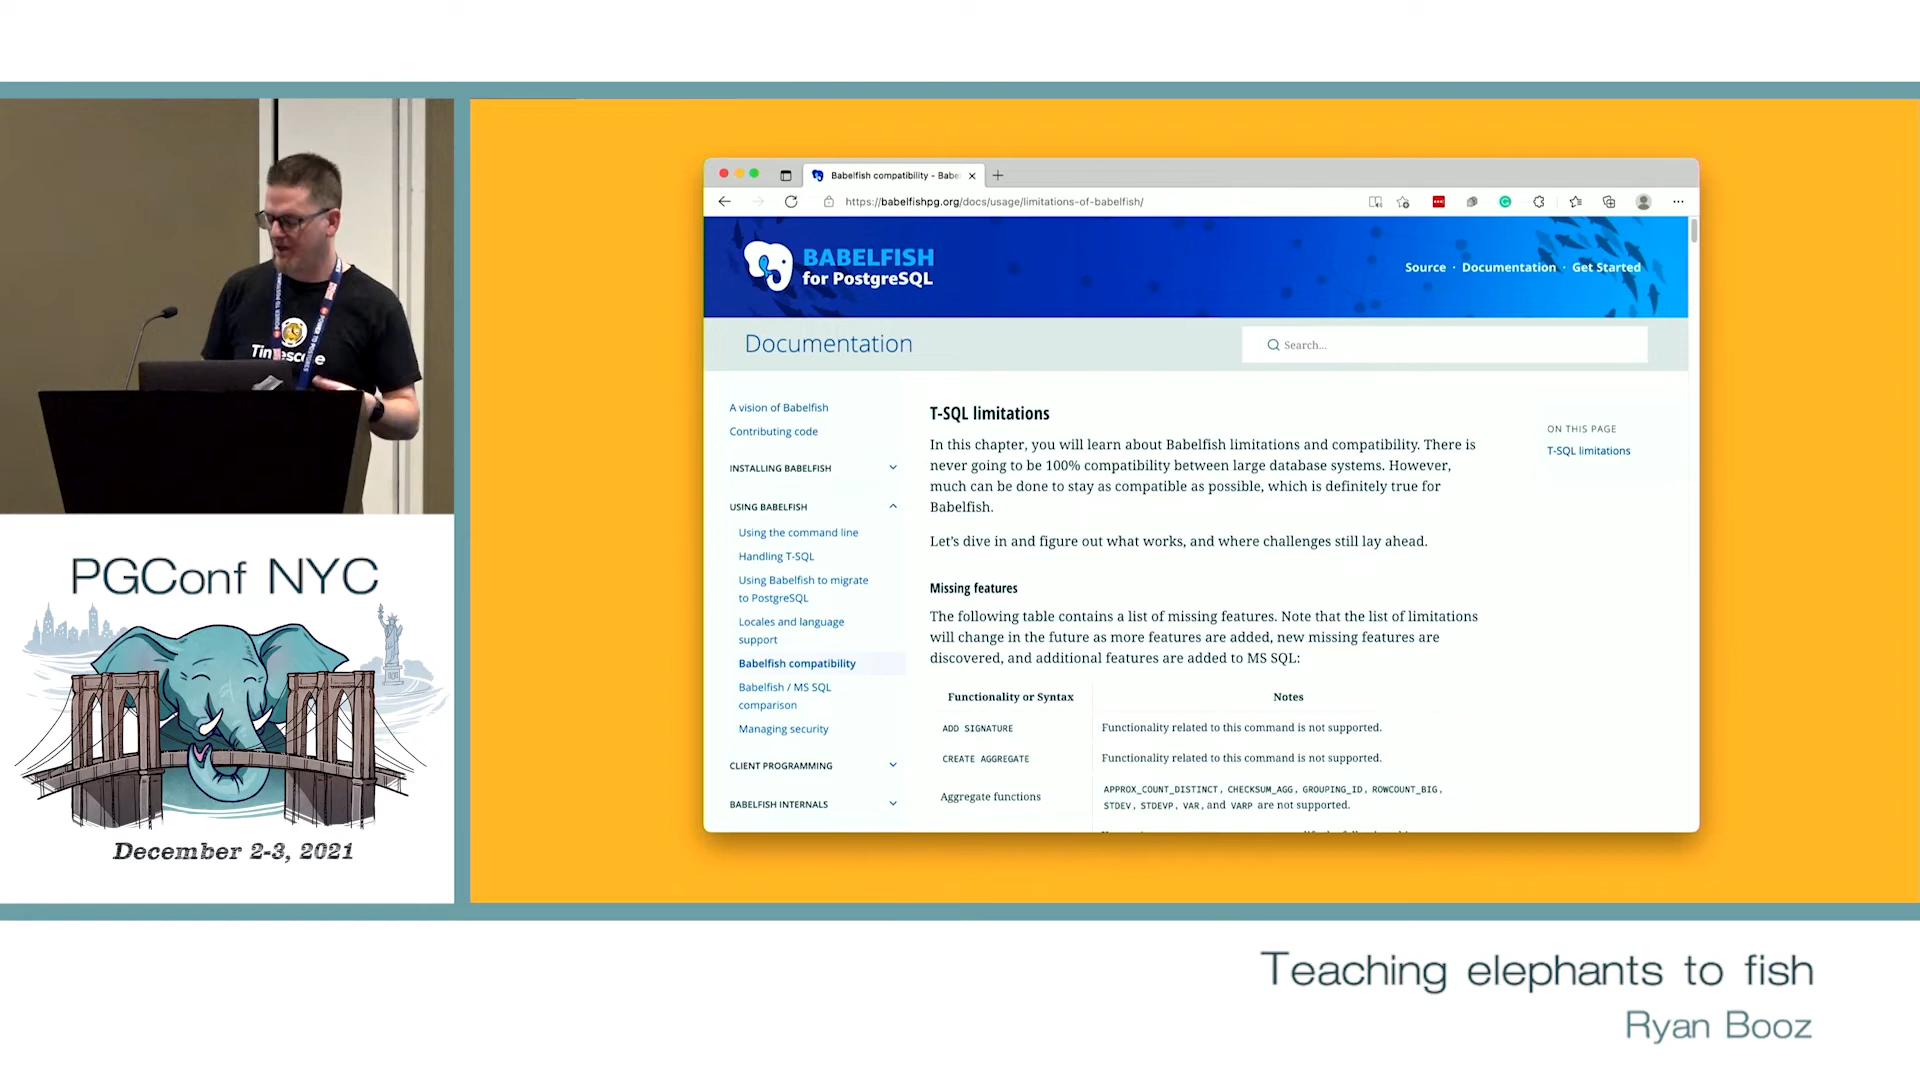 Babelfish compatibility - Babe
https://babelfishpg.org/docs/usage/limitations-of-babelfish/
BABELFISH
for PostgreSQL
Source · Documentation · Get Started
Documentation
Search...
A vision of Babelfish
Contributing code
INSTALLING BABELFISH
USING BABELFISH
Using the command line
Handling T-SQL
Using Babelfish to migrate
to PostgreSQL
Locales and language
support
Babelfish compatibility
Babelfish / MS SQL
comparison
Managing security
CLIENT PROGRAMMING
BABELFISH INTERNALS
T-SQL limitations
In this chapter, you will learn about Babelfish limitations and compatibility. There is
never going to be 100% compatibility between large database systems. However,
much can be done to stay as compatible as possible, which is definitely true for
Babelfish.
Let's dive in and figure out what works, and where challenges still lay ahead.
Missing features
The following table contains a list of missing features. Note that the list of limitations
will change in the future as more features are added, new missing features are
discovered, and additional features are added to MS SQL:
Functionality or Syntax Notes
ADD SIGNATURE Functionality related to this command is not supported.
CREATE AGGREGATE Functionality related to this command is not supported.
Aggregate functions APPROX_COUNT_DISTINCT, CHECKSUM_AGG, GROUPING_ID, ROWCOUNT_BIG,
STDEV, STDEVP, VAR, and VARP are not supported.
ON THIS PAGE
T-SQL limitations
PGConf NYC
December 2-3, 2021
Teaching elephants to fish
Ryan Booz